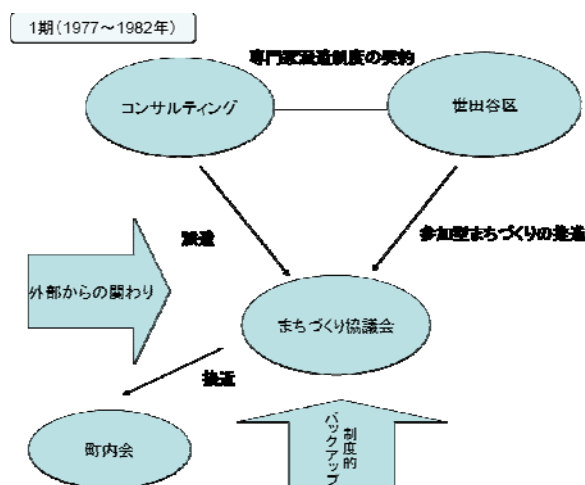 1期（1977～1982年）
専門家派遣制度の契約
コンサルティング
世田谷区
派遣
参加型まちづくりの推進
外部からの関わり
まちづくり協議会
接近
町内会
制度的
バックアップ